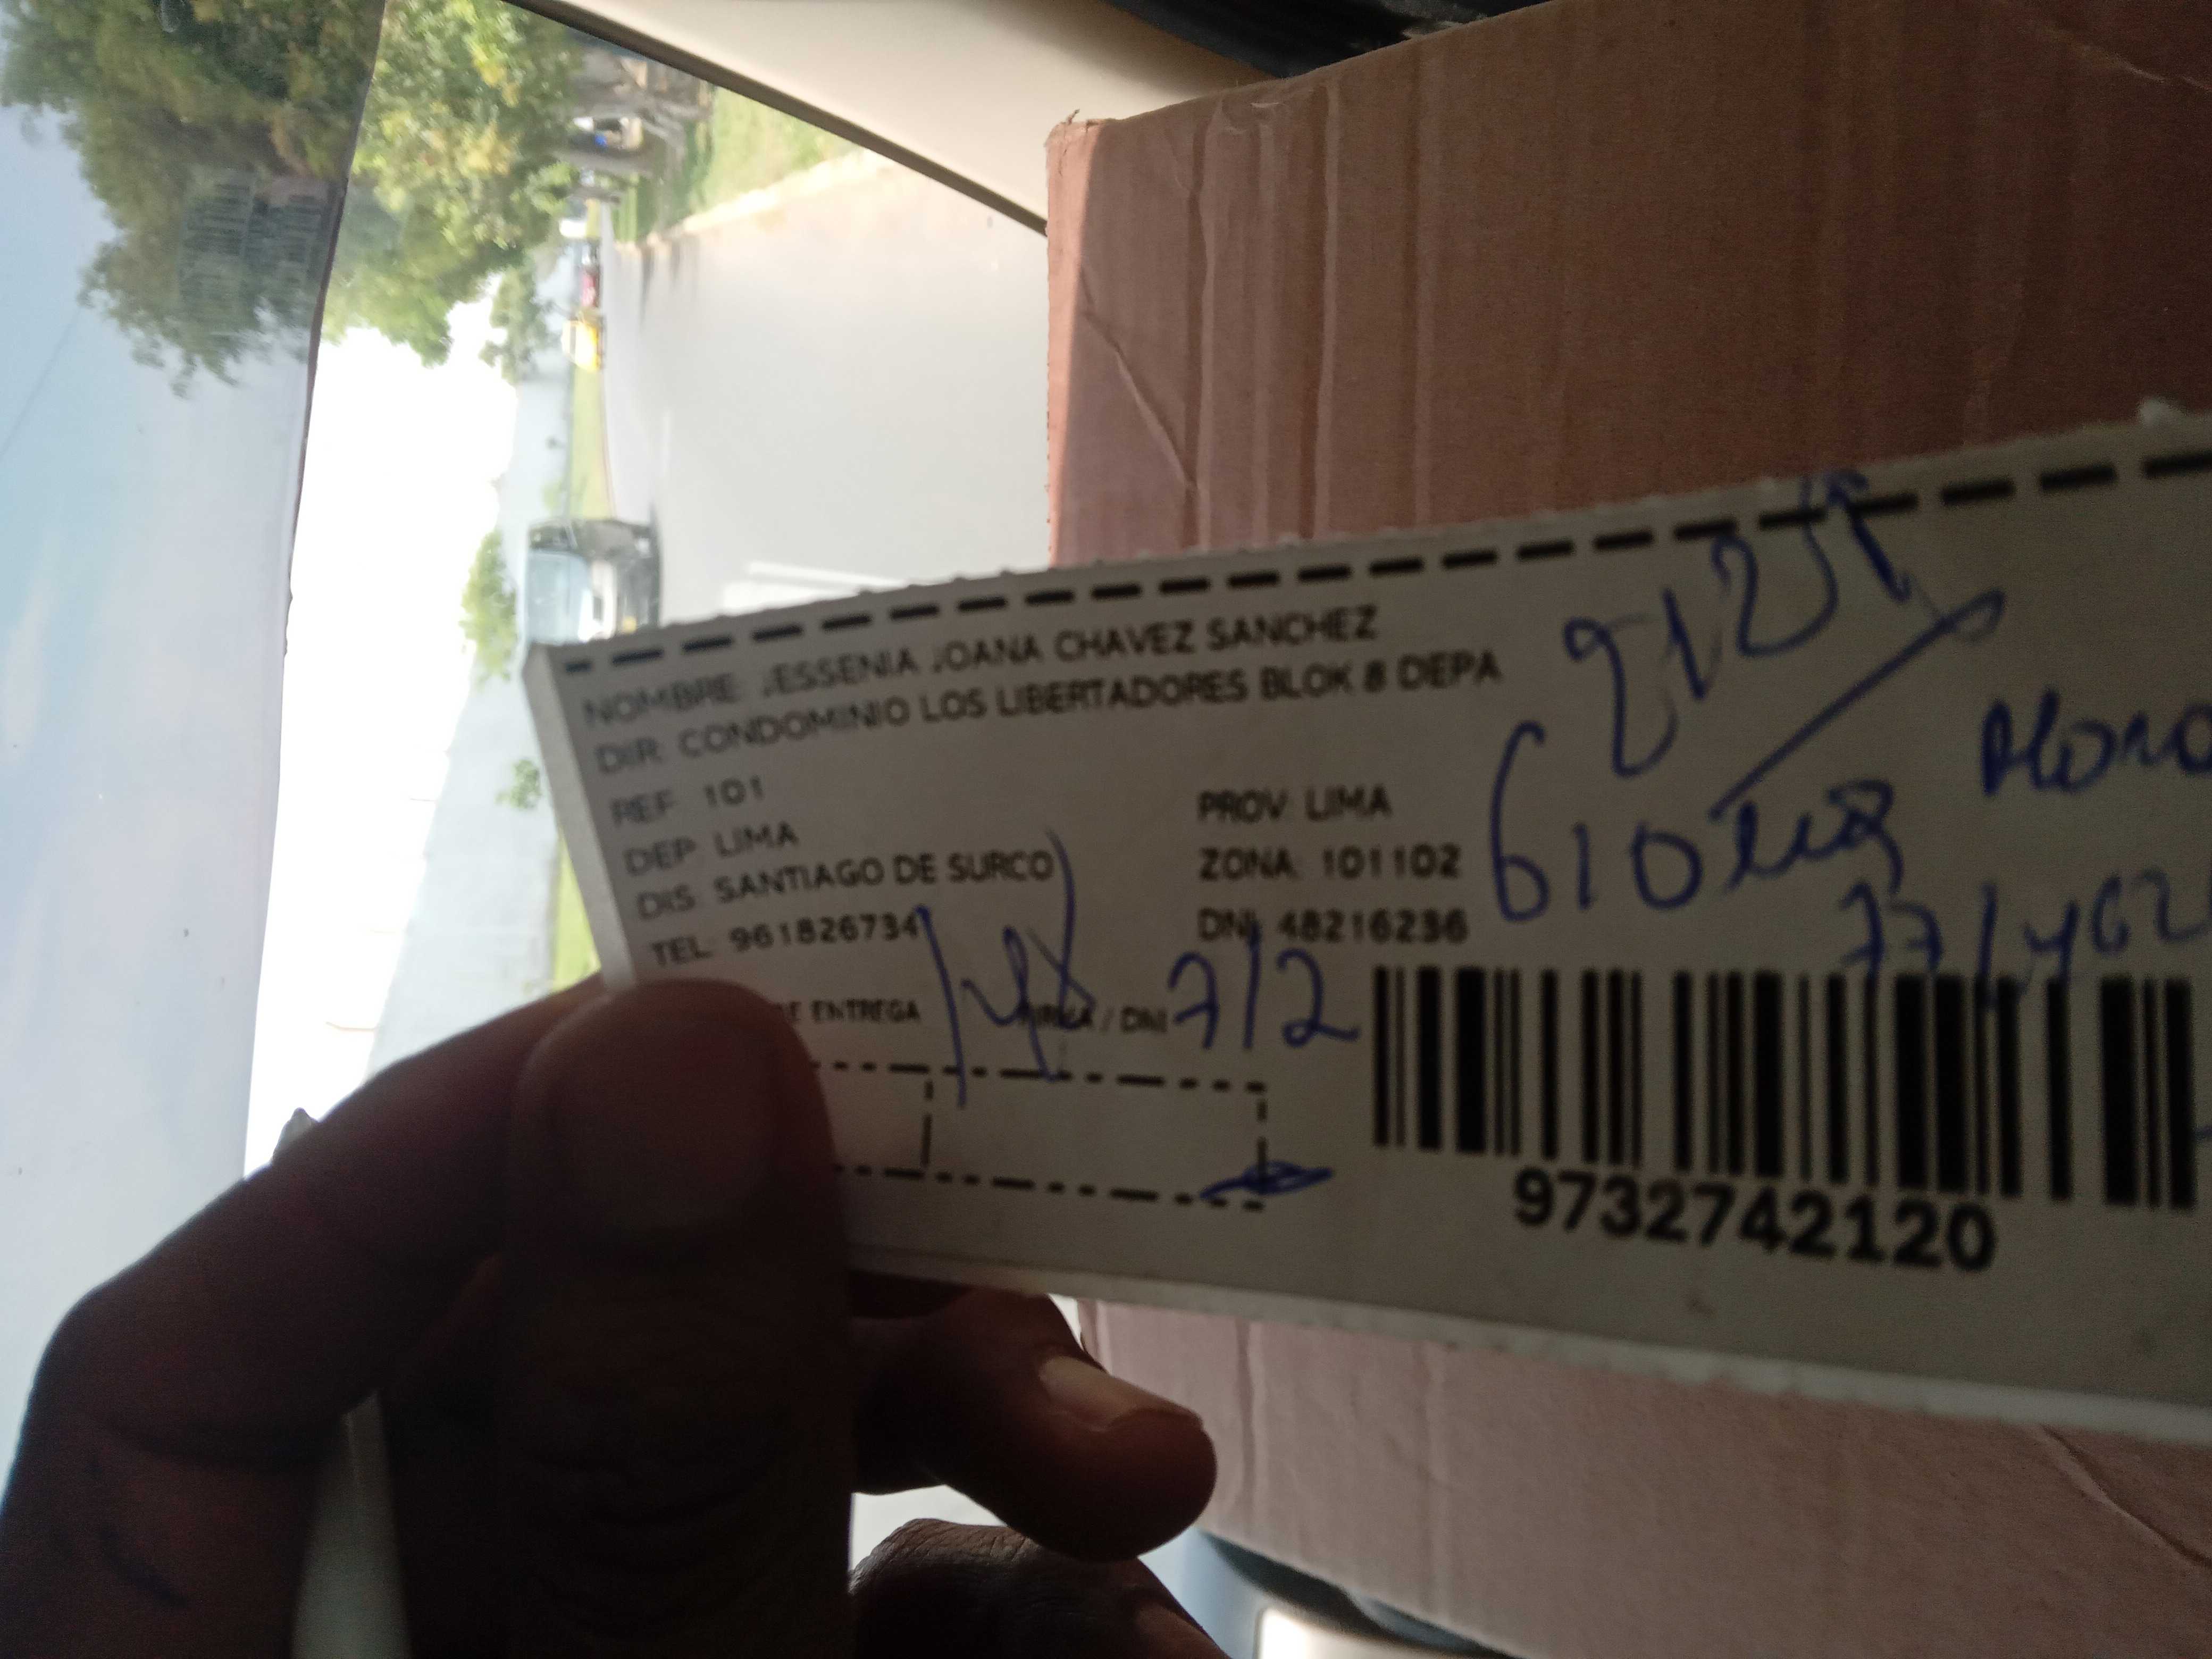 NOMBRE: JESSENIA JOANA CHAVEZ SANCHEZ
DIR: CONDOMINIO LOS LIBERTADORES BLOK 8 DEPA
REF: 101
DEP: LIMA
PROV: LIMA
DIS: SANTIAGO DE SURCO
ZONA: 101102
TEL: 961826734
DNI: 48216236
E ENTREGA
FIRMA / DNI
712
610
9732742120